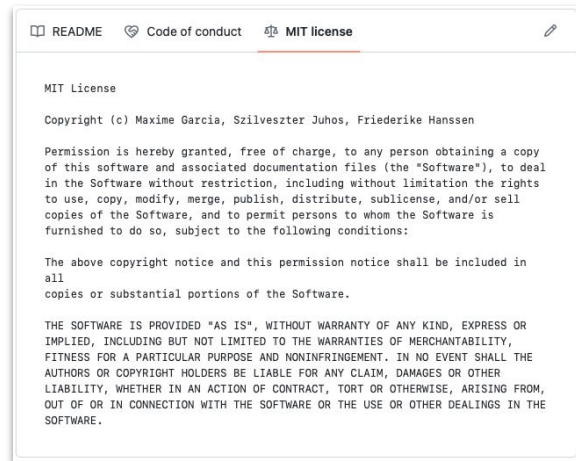 README Code of conduct MIT license
MIT License
Copyright (c) Maxime Garcia, Szilveszter Juhos, Friederike Hanssen
Permission is hereby granted, free of charge, to any person obtaining a copy
of this software and associated documentation files (the "Software"), to deal
in the Software without restriction, including without limitation the rights
to use, copy, modify, merge, publish, distribute, sublicense, and/or sell
copies of the Software, and to permit persons to whom the Software is
furnished to do so, subject to the following conditions:
The above copyright notice and this permission notice shall be included in
all
copies or substantial portions of the Software.
THE SOFTWARE IS PROVIDED "AS IS", WITHOUT WARRANTY OF ANY KIND, EXPRESS OR
IMPLIED, INCLUDING BUT NOT LIMITED TO THE WARRANTIES OF MERCHANTABILITY,
FITNESS FOR A PARTICULAR PURPOSE AND NONINFRINGEMENT. IN NO EVENT SHALL THE
AUTHORS OR COPYRIGHT HOLDERS BE LIABLE FOR ANY CLAIM, DAMAGES OR OTHER
LIABILITY, WHETHER IN AN ACTION OF CONTRACT, TORT OR OTHERWISE, ARISING FROM,
OUT OF OR IN CONNECTION WITH THE SOFTWARE OR THE USE OR OTHER DEALINGS IN THE
SOFTWARE.